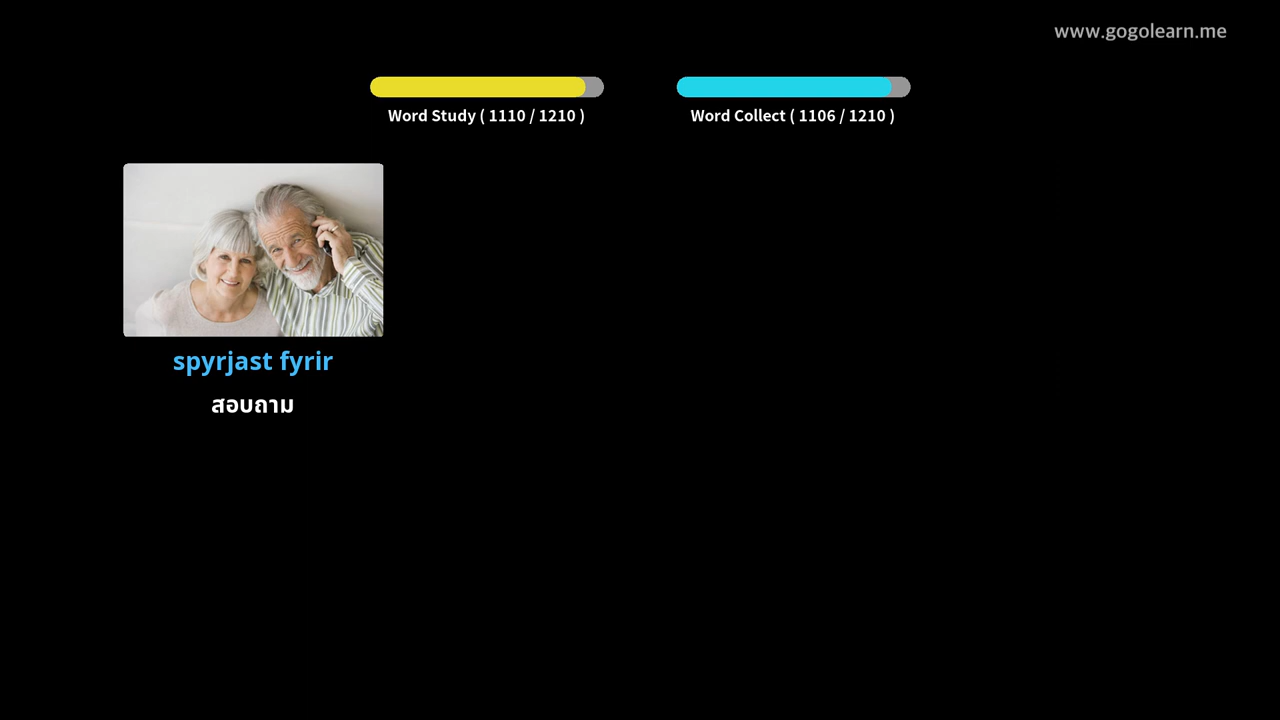 www.gogolearn.me
Word Study ( 1110 / 1210 )
Word Collect ( 1106 / 1210 )
spyrjast fyrir
สอบถาม